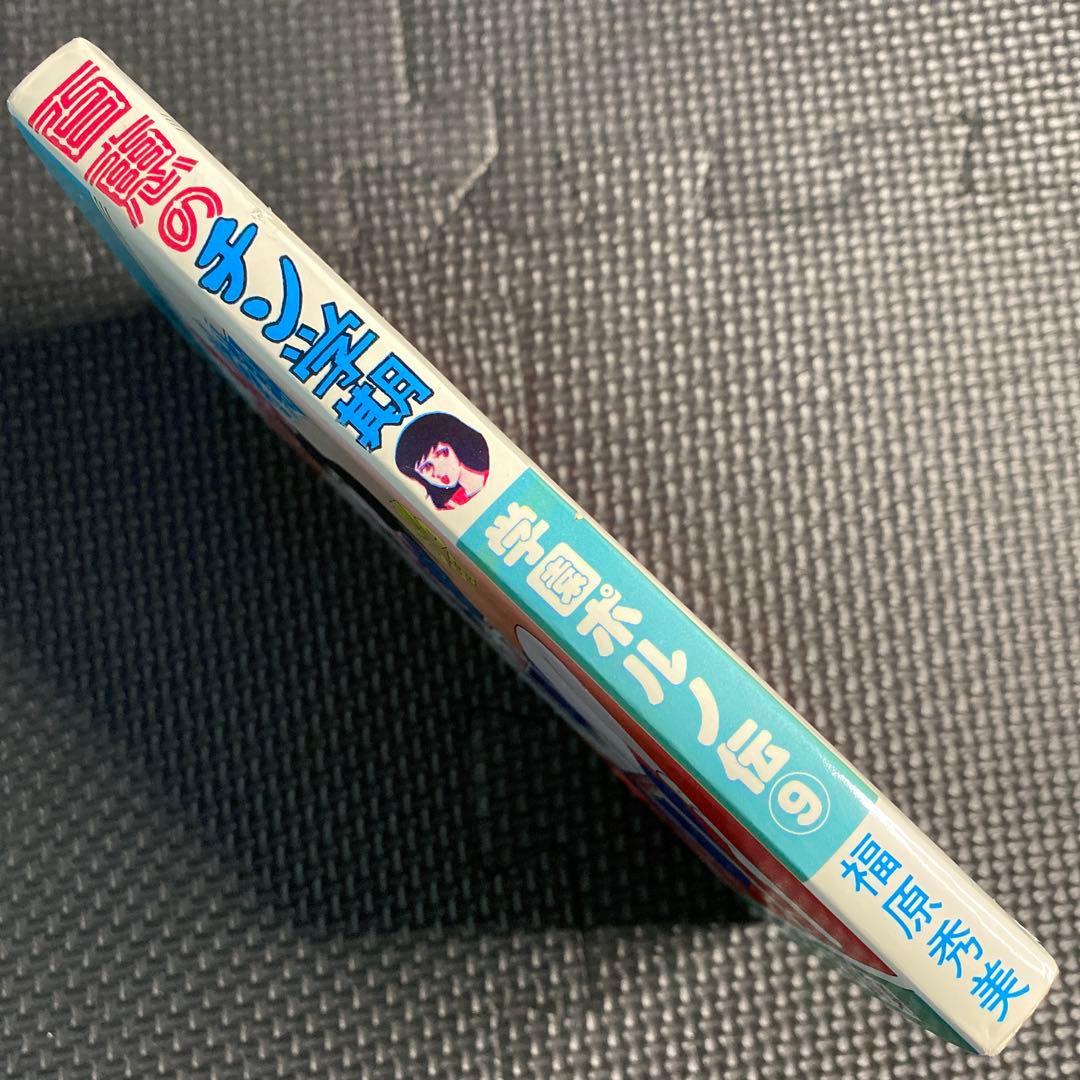 のチン学期
学園ポルノ伝⑨
福原秀美